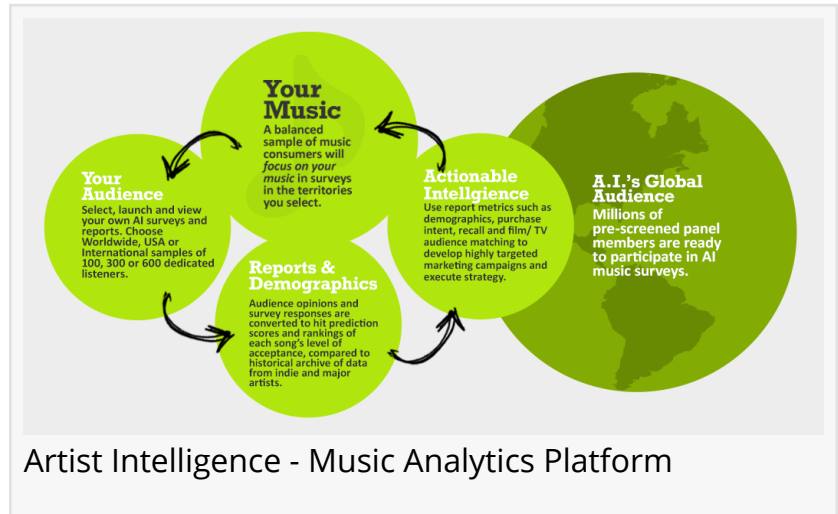 Your
Music
A balanced
sample of music
consumers will
focus on your
music in surveys
in the territories
you select.
Your
Audience
Select, launch and view
your own AI surveys and
reports. Choose
Worldwide, USA or
International samples of
100, 300 or 600 dedicated
listeners.
Reports &
Demographics
Audience opinions and
survey responses are
converted to hit prediction
scores and rankings of
each song's level of
acceptance, compared to
historical archive of data
from indie and major
artists.
Actionable
Intellgience
Use report metrics such as
demographics, purchase
intent, recall and film/ TV
audience matching to
develop highly targeted
marketing campaigns and
execute strategy.
A.I.'s Global
Audience
Millions of
pre-screened panel
members are ready
to participate in AI
music surveys.
Artist Intelligence - Music Analytics Platform